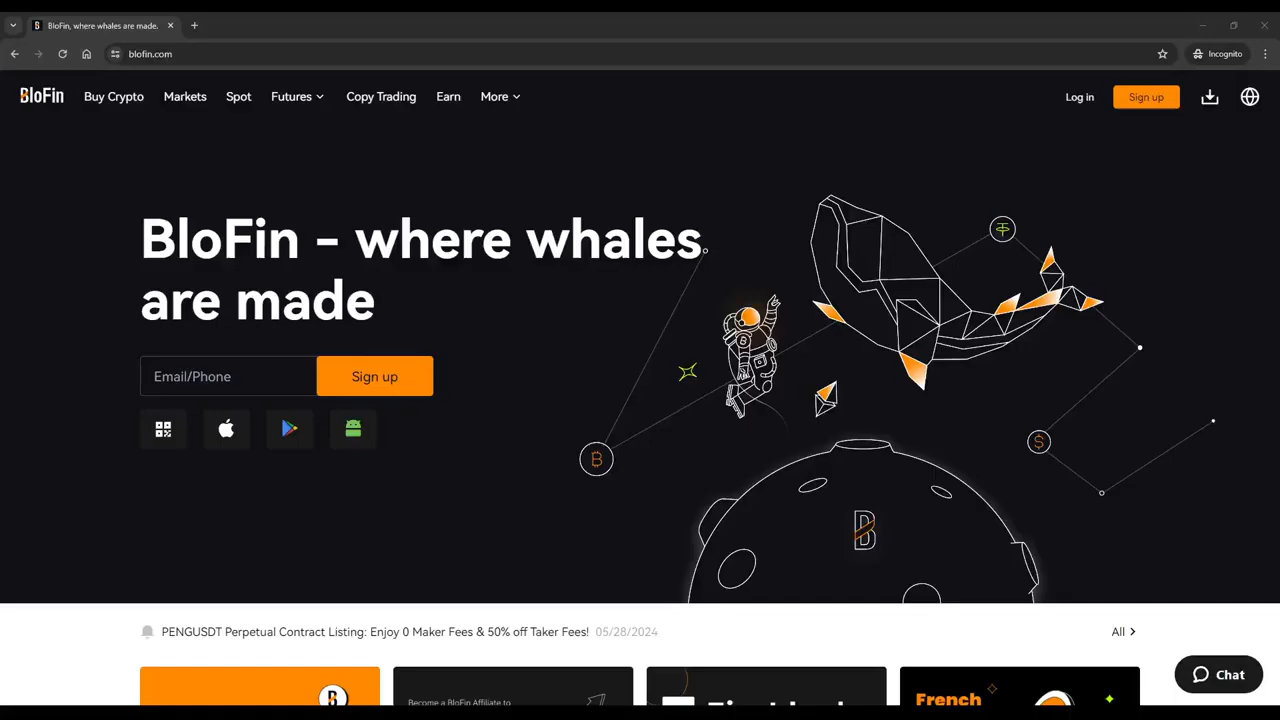 BloFin, where whales are made.
blofin.com
Incognito
BloFin
Buy Crypto
Markets
Spot
Futures
Copy Trading
Earn
More
Log in
Sign up
BloFin - where whales
are made
Email/Phone
Sign up
PENGUSDT Perpetual Contract Listing: Enjoy 0 Maker Fees & 50% off Taker Fees! 05/28/2024
All
Become a BloFin Affiliate to
French
Chat